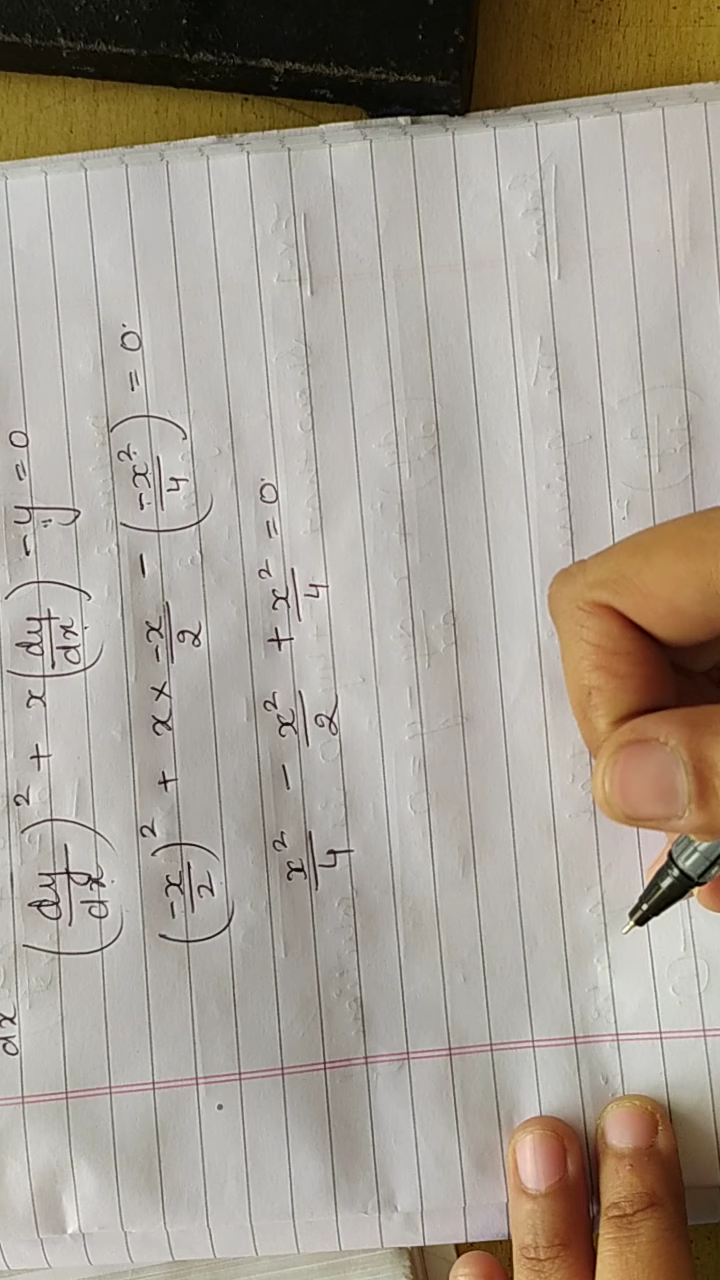 dx
(dy/dx)² + x(dy/dx) - y = 0
(-x/2)² + x × -x/2 - (-x²/4) = 0
x²/4 - x²/2 + x²/4 = 0